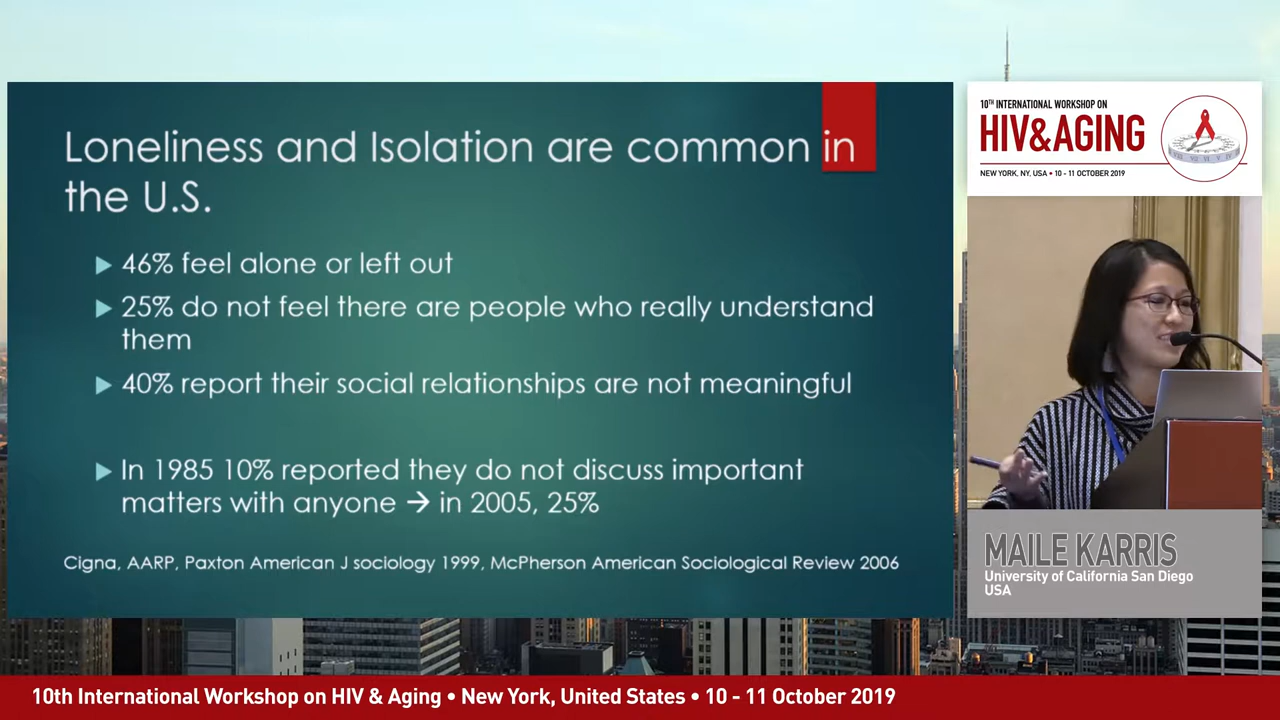 Loneliness and Isolation are common in
the U.S.
▶ 46% feel alone or left out
▶ 25% do not feel there are people who really understand
them
▶ 40% report their social relationships are not meaningful
▶ In 1985 10% reported they do not discuss important
matters with anyone → in 2005, 25%
Cigna, AARP, Paxton American J sociology 1999, McPherson American Sociological Review 2006
10TH INTERNATIONAL WORKSHOP ON
HIV&AGING
NEW YORK, NY, USA • 10 - 11 OCTOBER 2019
MAILE KARRIS
University of California San Diego
USA
10th International Workshop on HIV & Aging • New York, United States • 10 - 11 October 2019